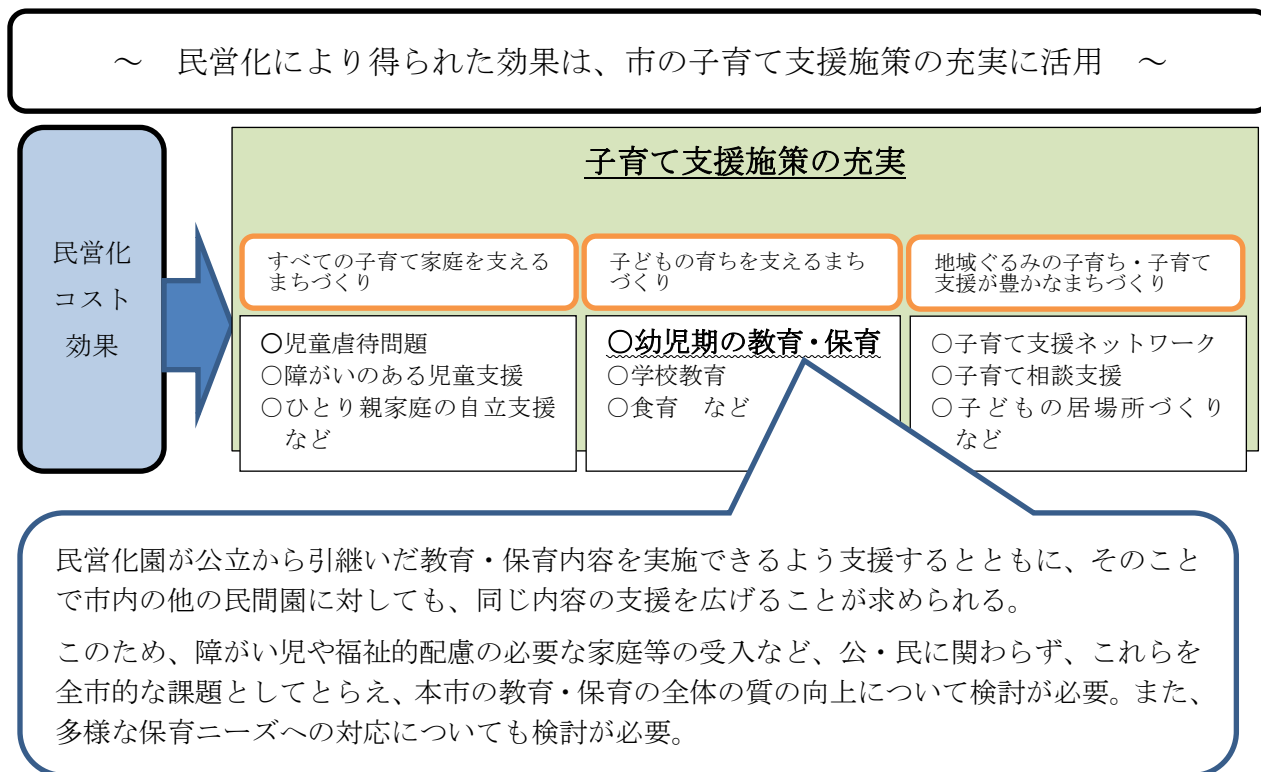 ～　民営化により得られた効果は、市の子育て支援施策の充実に活用　～
民営化
コスト
効果
子育て支援施策の充実
すべての子育て家庭を支える
まちづくり
○児童虐待問題
○障がいのある児童支援
○ひとり親家庭の自立支援
など
子どもの育ちを支えるまち
づくり
○幼児期の教育・保育
○学校教育
○食育　など
地域ぐるみの子育ち・子育て
支援が豊かなまちづくり
○子育て支援ネットワーク
○子育て相談支援
○子どもの居場所づくり
など
民営化園が公立から引継いだ教育・保育内容を実施できるよう支援するとともに、そのこと
で市内の他の民間園に対しても、同じ内容の支援を広げることが求められる。
このため、障がい児や福祉的配慮の必要な家庭等の受入など、公・民に関わらず、これらを
全市的な課題としてとらえ、本市の教育・保育の全体の質の向上について検討が必要。また、
多様な保育ニーズへの対応についても検討が必要。